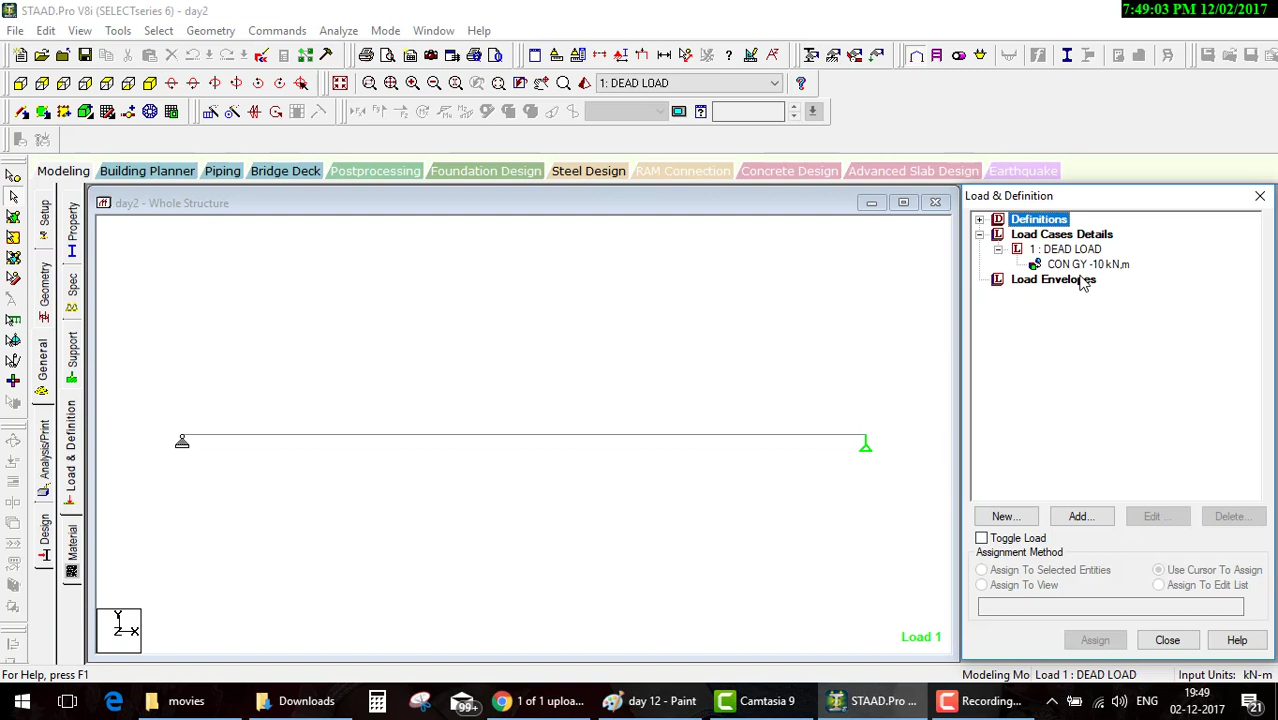 STAAD.Pro V8i (SELECTseries 6) - day2
7:49:03 PM 12/02/2017
File Edit View Tools Select Geometry Commands Analyze Mode Window Help
1: DEAD LOAD
Modeling Building Planner Piping Bridge Deck Postprocessing Foundation Design Steel Design RAM Connection Concrete Design Advanced Slab Design Earthquake
Setup
Geometry
General
Analysis/Print
Design
Property
Spec
Support
Load & Definition
Material
day2 - Whole Structure
Y
Z X
Load 1
Load & Definition
Definitions
Load Cases Details
1 : DEAD LOAD
CON GY -10 kN,m
Load Envelopes
New... Add... Edit ... Delete...
Toggle Load
Assignment Method
Assign To Selected Entities Use Cursor To Assign
Assign To View Assign To Edit List
Assign Close Help
For Help, press F1
Modeling Mo Load 1 : DEAD LOAD Input Units: kN-m
movies Downloads 99+ 1 of 1 uploa... day 12 - Paint Camtasia 9 STAAD.Pro ... Recording... ENG 19:49
02-12-2017 21